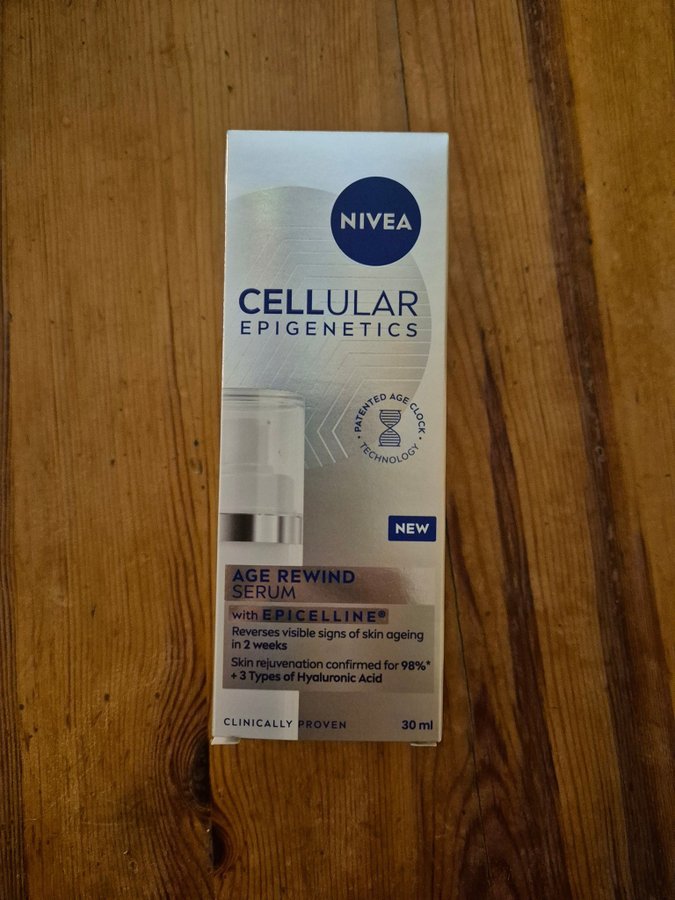 NIVEA
CELLULAR
EPIGENETICS
• PATENTED AGE CLOCK •
TECHNOLOGY
NEW
AGE REWIND
SERUM
with EPICELLINE®
Reverses visible signs of skin ageing
in 2 weeks
Skin rejuvenation confirmed for 98%*
+ 3 Types of Hyaluronic Acid
CLINICALLY PROVEN
30 ml